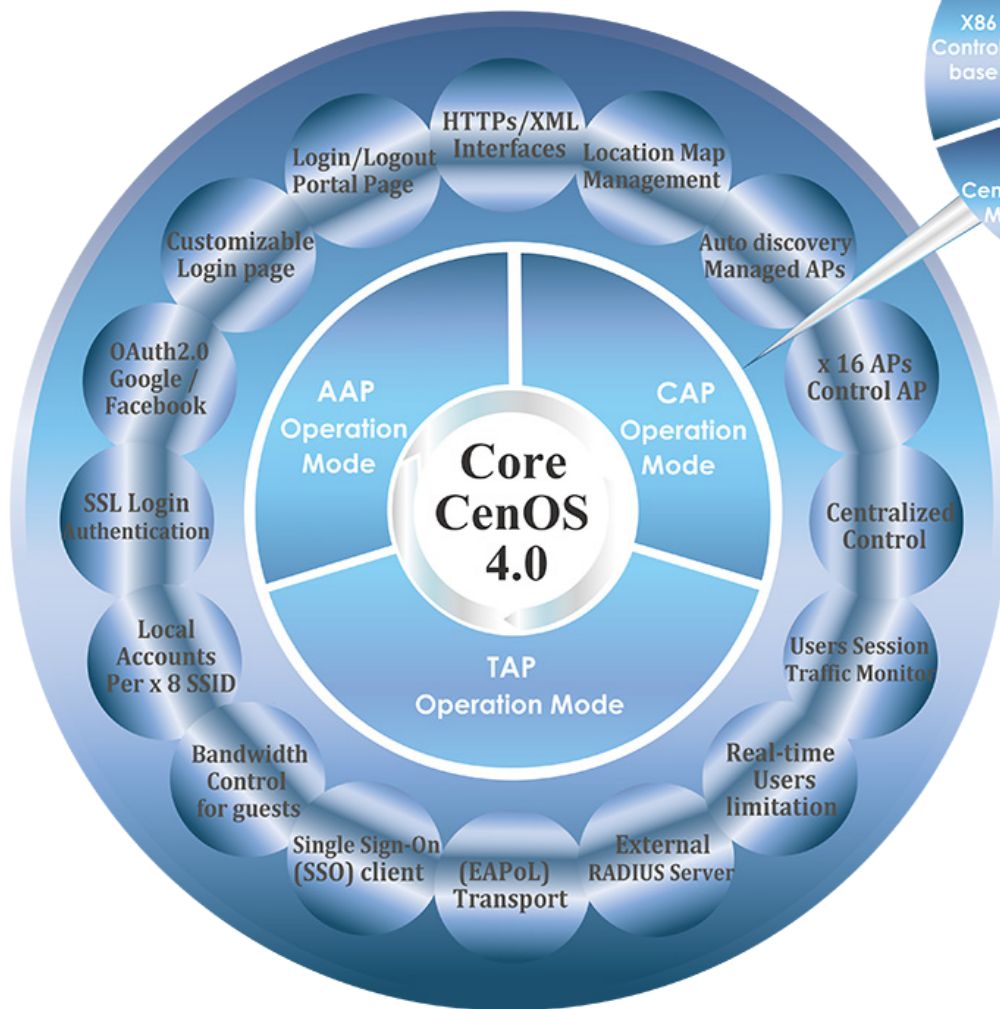 X86
Control
base
Cen
M
HTTPs/XML
Interfaces
Location Map
Management
Auto discovery
Managed APs
x 16 APs
Control AP
Centralized
Control
Users Session
Traffic Monitor
Real-time
Users
limitation
External
RADIUS Server
(EAPoL)
Transport
Single Sign-On
(SSO) client
Bandwidth
Control
for guests
Local
Accounts
Per x 8 SSID
SSL Login
Authentication
OAuth2.0
Google /
Facebook
Customizable
Login page
Login/Logout
Portal Page
AAP
Operation
Mode
CAP
Operation
Mode
TAP
Operation Mode
Core
CenOS
4.0